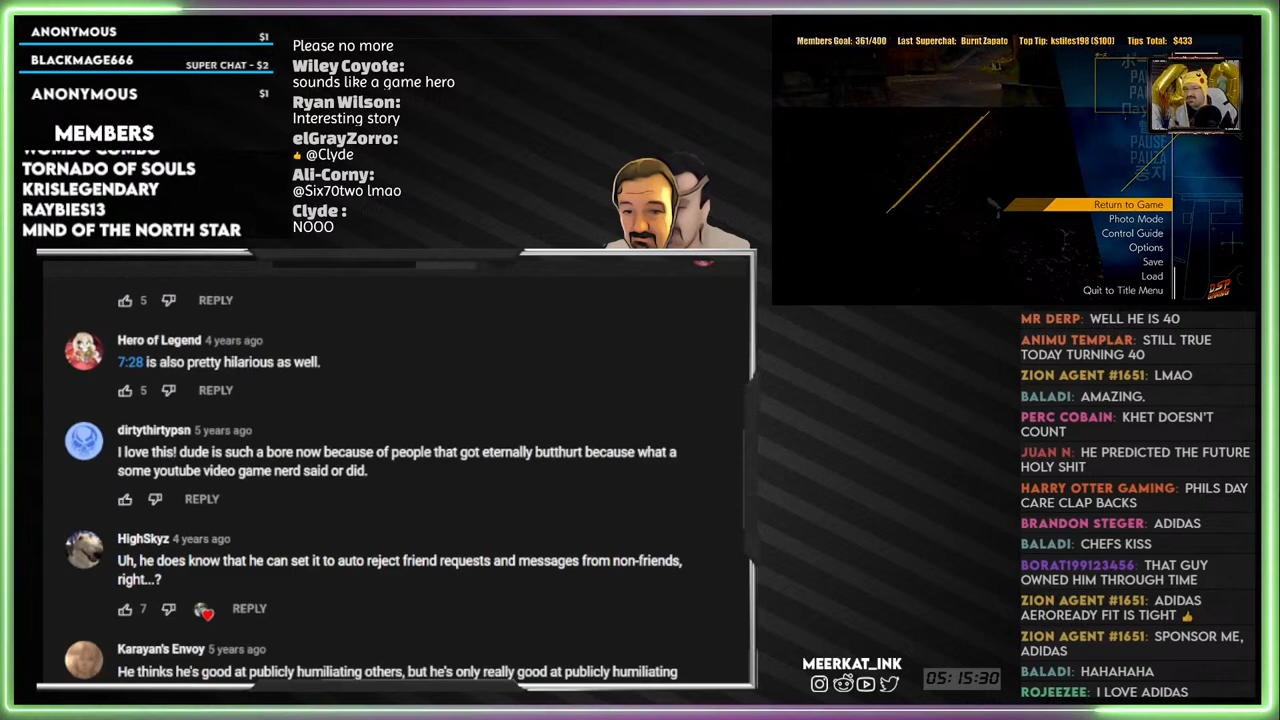 ANONYMOUS $1
BLACKMAGE666 SUPER CHAT - $2
ANONYMOUS $1
MEMBERS
WOMBO COMBO
TORNADO OF SOULS
KRISLEGENDARY
RAYBIES13
MIND OF THE NORTH STAR
Please no more
Wiley Coyote:
sounds like a game hero
Ryan Wilson:
Interesting story
elGrayZorro:
👍 @Clyde
Ali-Corny:
@Six70two lmao
Clyde :
NOOO
Members Goal: 361/400 Last Superchat: Burnt Zapato Top Tip: kstiles198 ($100) Tips Total: $433
PAUSA
PAUZA
중지
Return to Game
Photo Mode
Control Guide
Options
Save
Load
Quit to Title Menu
DSP
GAMING
5 REPLY
Hero of Legend 4 years ago
7:28 is also pretty hilarious as well.
5 REPLY
dirtythirtypsn 5 years ago
I love this! dude is such a bore now because of people that got eternally butthurt because what a
some youtube video game nerd said or did.
REPLY
HighSkyz 4 years ago
Uh, he does know that he can set it to auto reject friend requests and messages from non-friends,
right...?
7 REPLY
Karayan's Envoy 5 years ago
He thinks he's good at publicly humiliating others, but he's only really good at publicly humiliating
MR DERP: WELL HE IS 40
ANIMU TEMPLAR: STILL TRUE
TODAY TURNING 40
ZION AGENT #1651: LMAO
BALADI: AMAZING.
PERC COBAIN: KHET DOESN'T
COUNT
JUAN N: HE PREDICTED THE FUTURE
HOLY SHIT
HARRY OTTER GAMING: PHILS DAY
CARE CLAP BACKS
BRANDON STEGER: ADIDAS
BALADI: CHEFS KISS
BORAT199123456: THAT GUY
OWNED HIM THROUGH TIME
ZION AGENT #1651: ADIDAS
AEROREADY FIT IS TIGHT 👍
ZION AGENT #1651: SPONSOR ME,
ADIDAS
BALADI: HAHAHAHA
ROJEEZEE: I LOVE ADIDAS
MEERKAT_INK
05:15:30